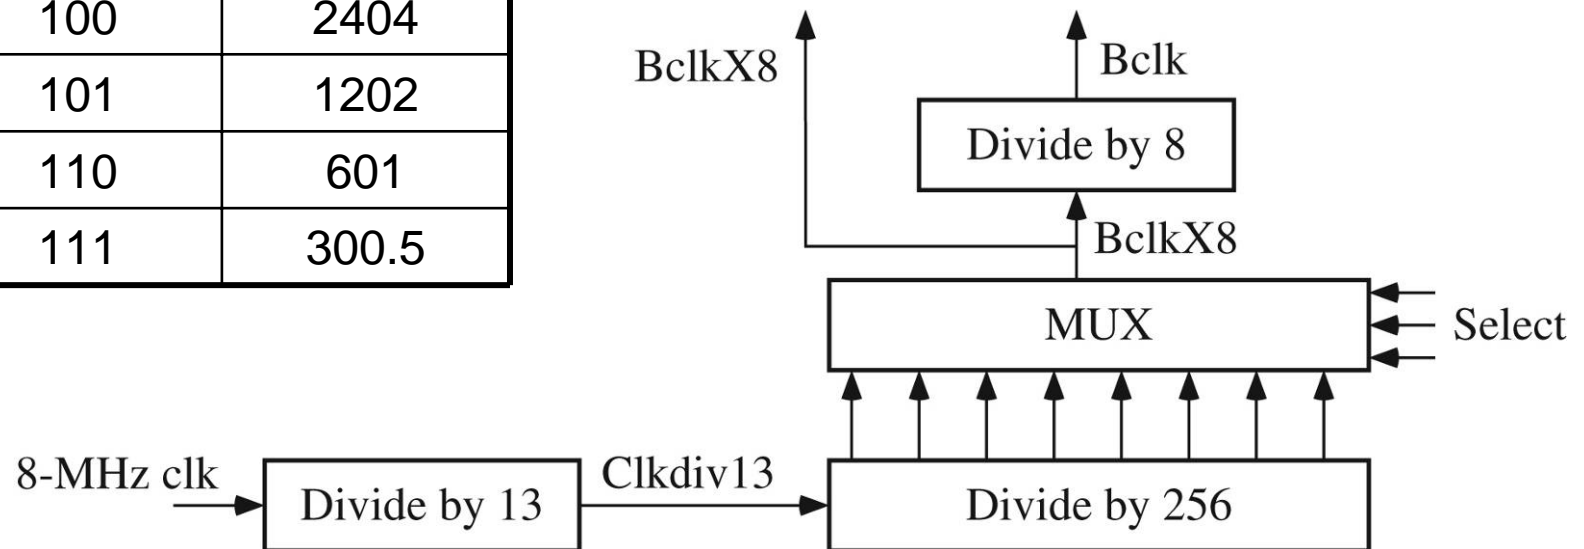 100 2404
101 1202
110 601
111 300.5
BclkX8
Bclk
Divide by 8
BclkX8
MUX
Select
8-MHz clk
Divide by 13
Clkdiv13
Divide by 256